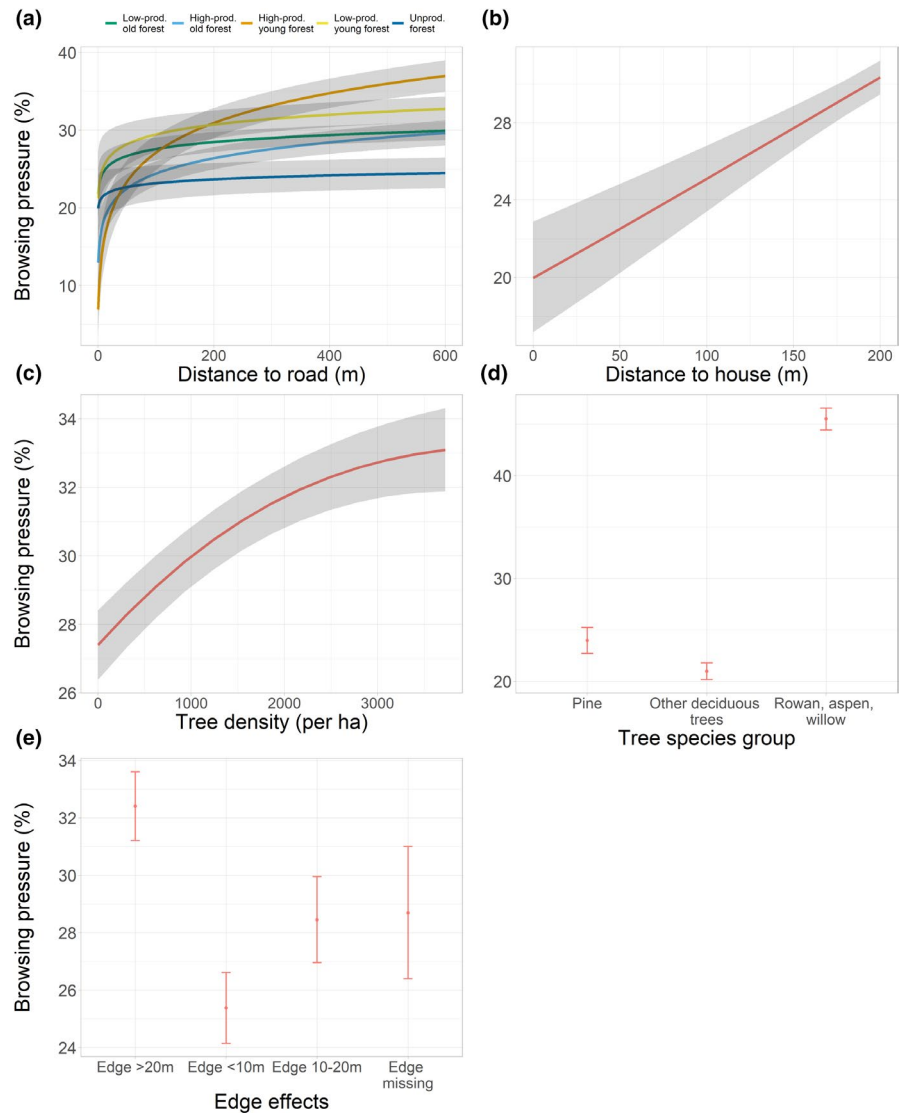 (a)
Low-prod. old forest
High-prod. old forest
High-prod. young forest
Low-prod. young forest
Unprod. forest
Browsing pressure (%)
40
30
20
10
0
200
400
600
Distance to road (m)
(b)
28
24
20
0
50
100
150
200
Distance to house (m)
(c)
Browsing pressure (%)
34
32
30
28
26
0
1000
2000
3000
Tree density (per ha)
(d)
40
30
20
Pine
Other deciduous
trees
Rowan, aspen,
willow
Tree species group
(e)
Browsing pressure (%)
34
32
30
28
26
24
Edge >20m
Edge <10m
Edge 10-20m
Edge
missing
Edge effects